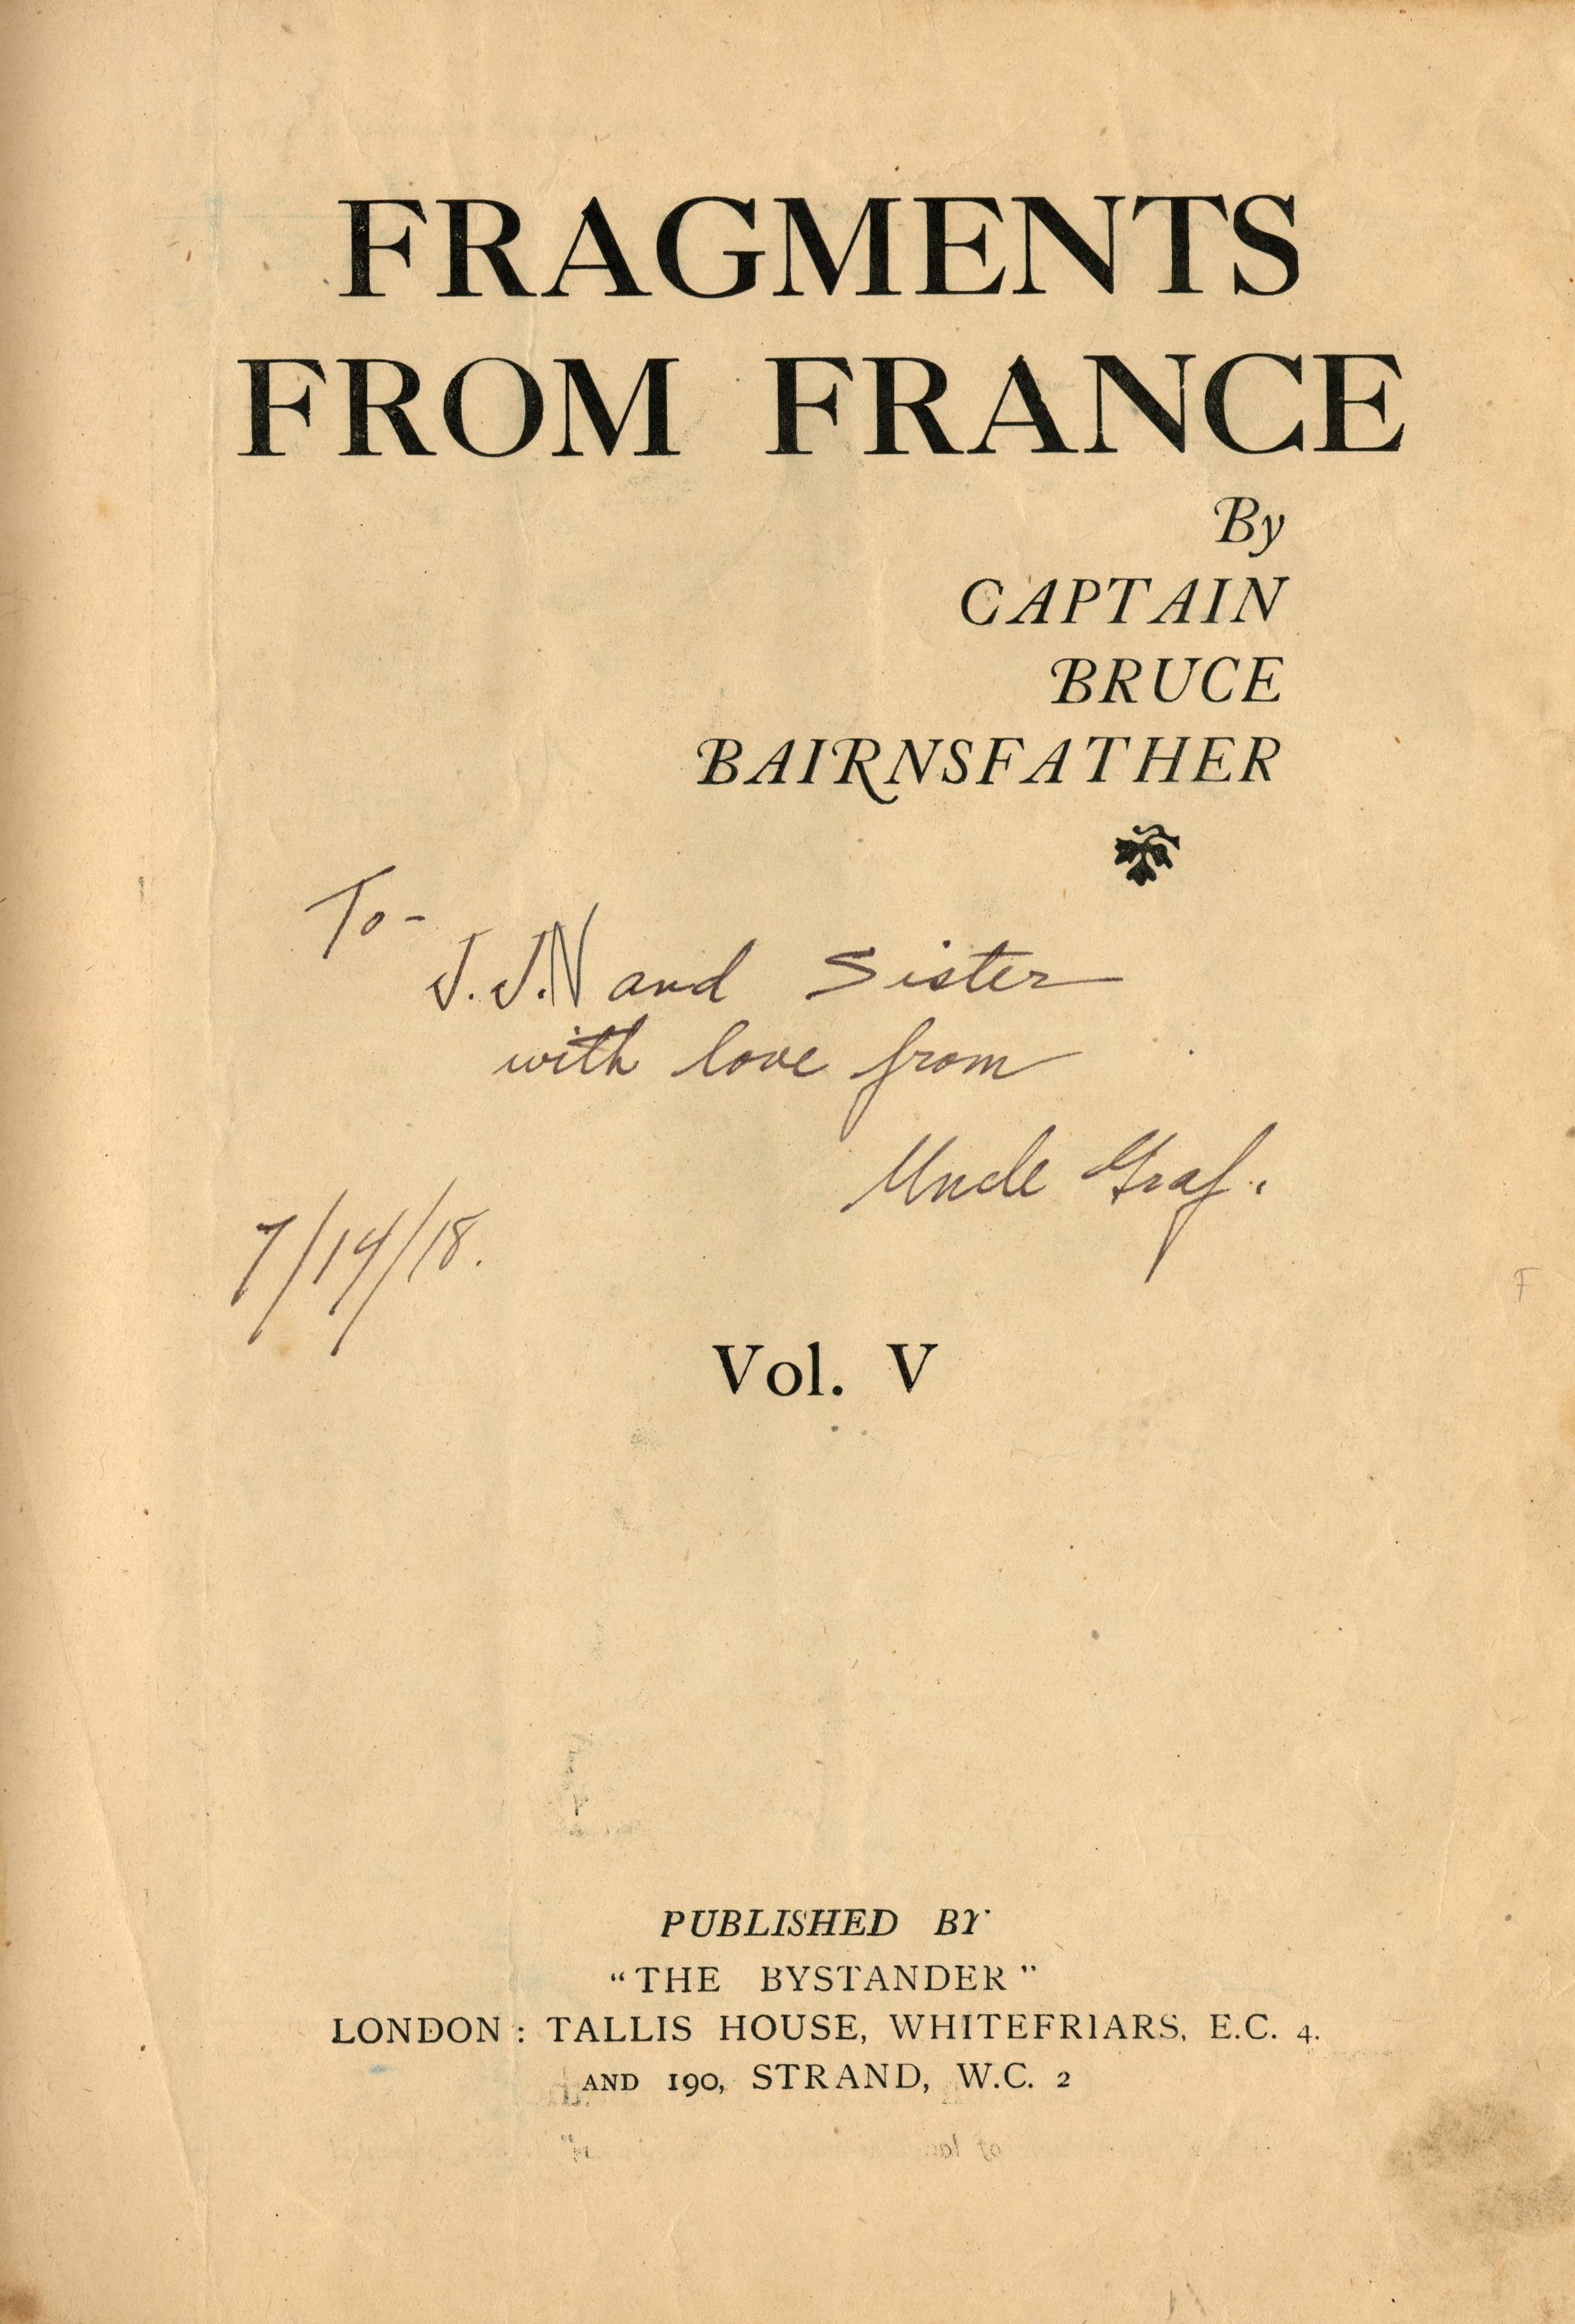 FRAGMENTS
FROM FRANCE
By
CAPTAIN
BRUCE
BAIRNSFATHER
To-
J.J.N and Sister
with love from
Uncle Graf.
7/14/18.
F
Vol. V
PUBLISHED BY
"THE BYSTANDER"
LONDON: TALLIS HOUSE, WHITEFRIARS, E.C. 4.
AND 190, STRAND, W.C. 2